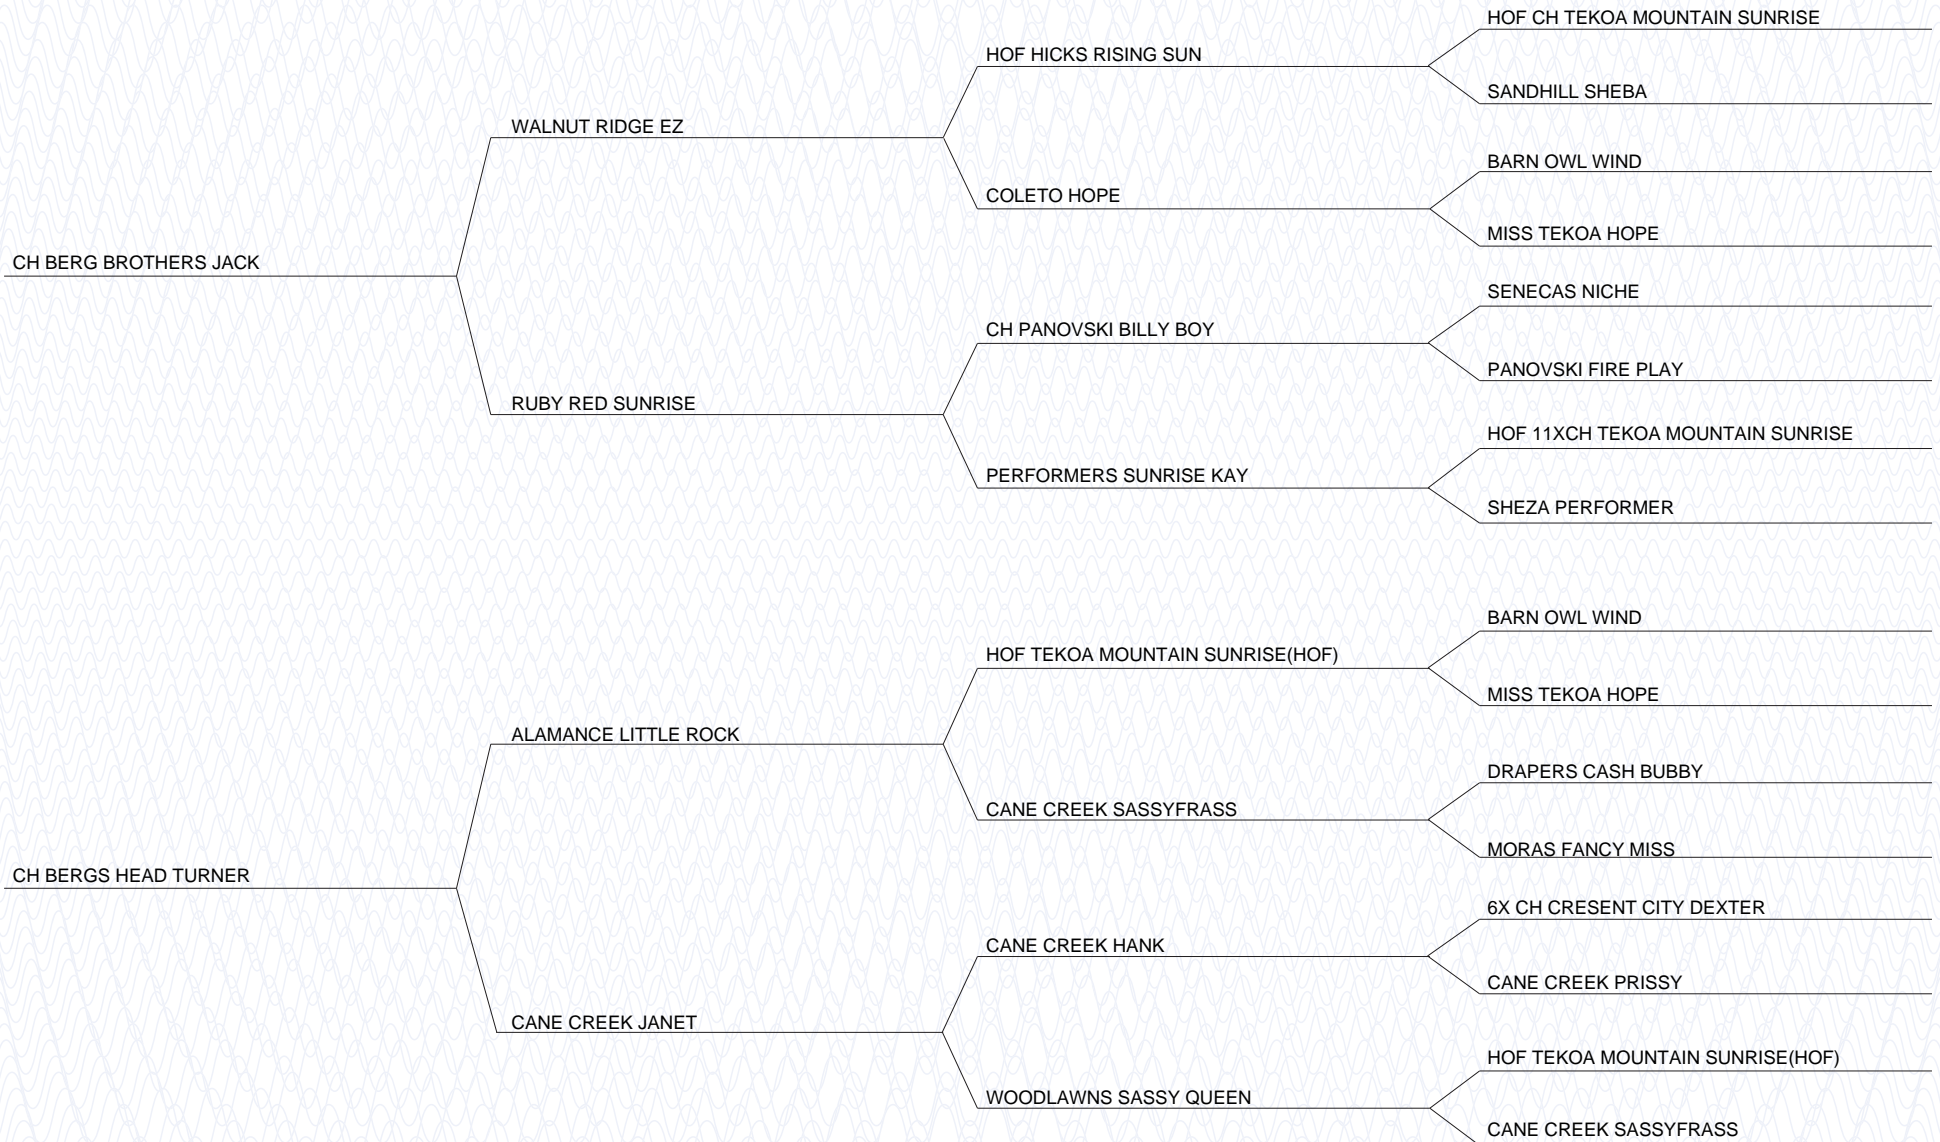 HOF CH TEKOA MOUNTAIN SUNRISE
HOF HICKS RISING SUN
SANDHILL SHEBA
WALNUT RIDGE EZ
BARN OWL WIND
COLETO HOPE
MISS TEKOA HOPE
CH BERG BROTHERS JACK
SENECAS NICHE
CH PANOVSKI BILLY BOY
PANOVSKI FIRE PLAY
RUBY RED SUNRISE
HOF 11XCH TEKOA MOUNTAIN SUNRISE
PERFORMERS SUNRISE KAY
SHEZA PERFORMER
BARN OWL WIND
HOF TEKOA MOUNTAIN SUNRISE(HOF)
MISS TEKOA HOPE
ALAMANCE LITTLE ROCK
DRAPERS CASH BUBBY
CANE CREEK SASSYFRASS
MORAS FANCY MISS
CH BERGS HEAD TURNER
6X CH CRESENT CITY DEXTER
CANE CREEK HANK
CANE CREEK PRISSY
CANE CREEK JANET
HOF TEKOA MOUNTAIN SUNRISE(HOF)
WOODLAWNS SASSY QUEEN
CANE CREEK SASSYFRASS